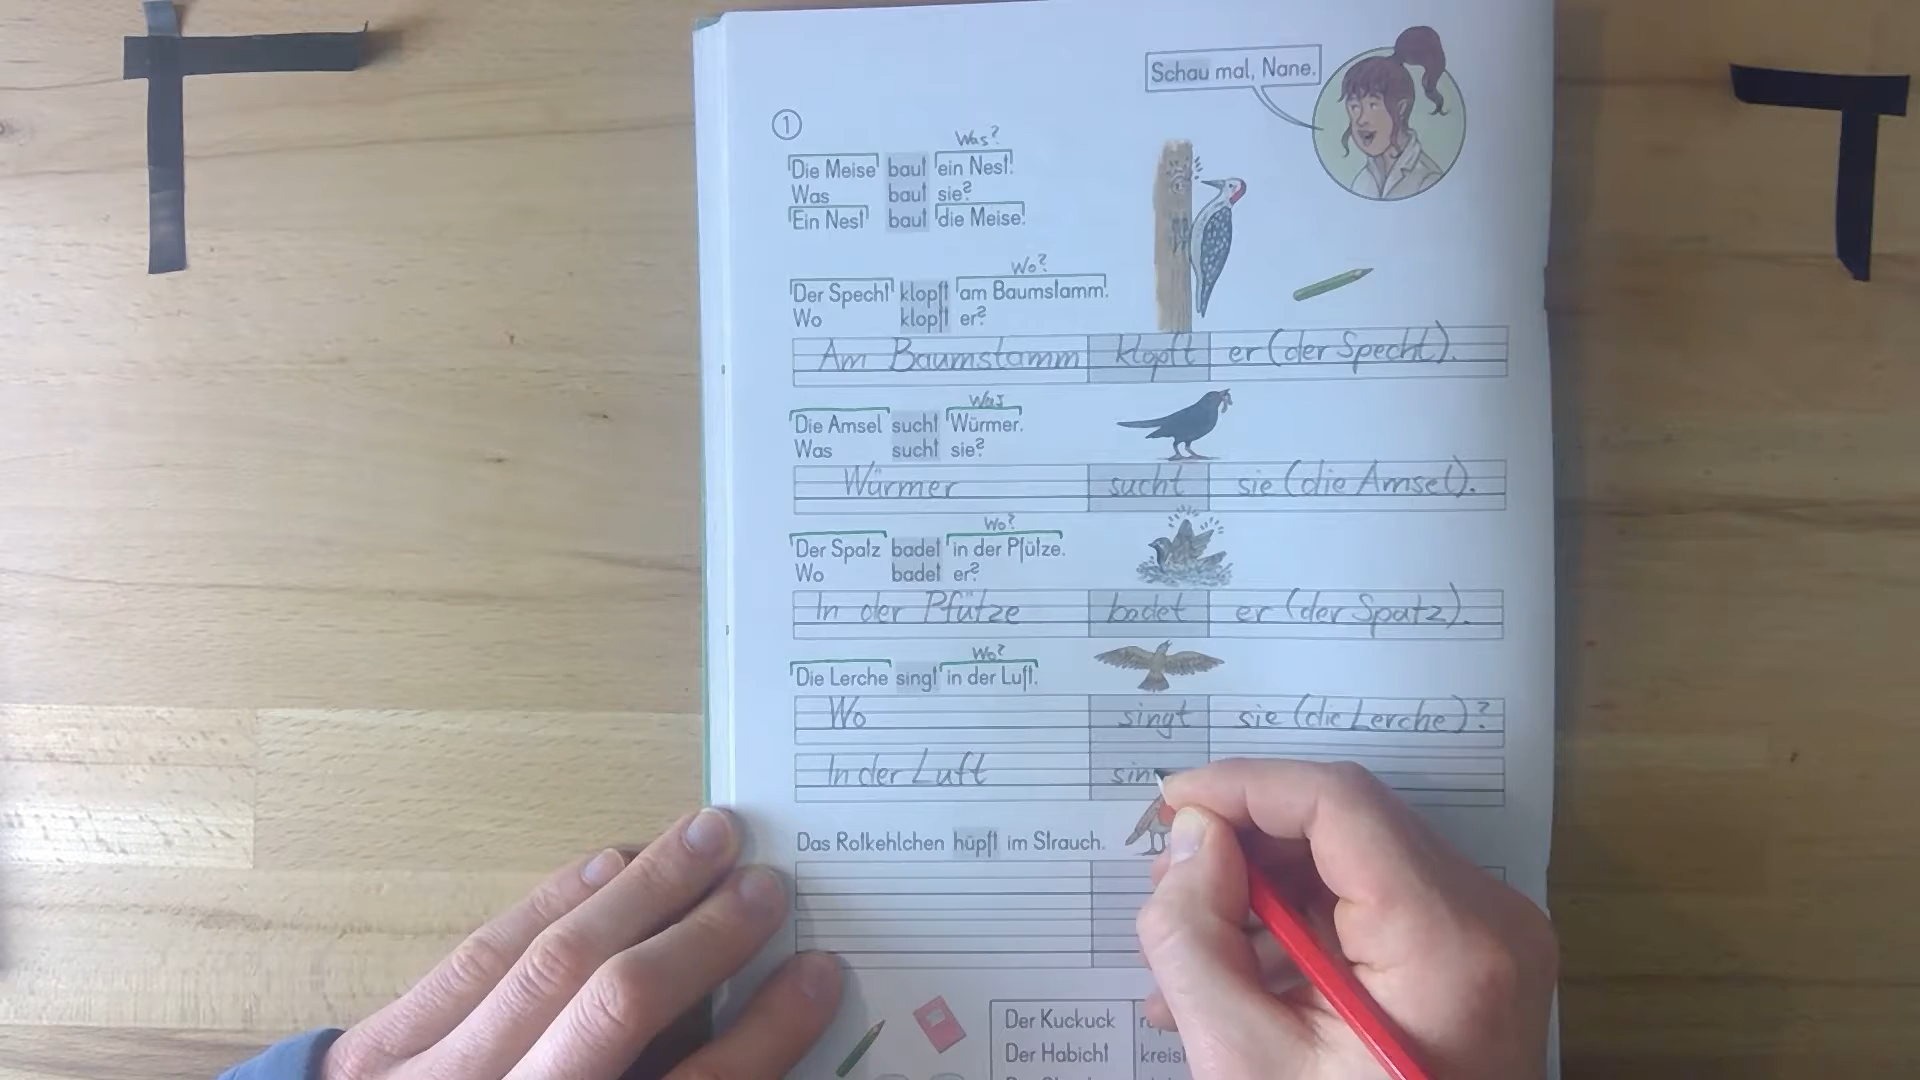 Schau mal, Nane.
1
Was?
Die Meise baut ein Nest.
Was baut sie?
Ein Nest baut die Meise.
Wo?
Der Specht klopft am Baumstamm.
Wo klopft er?
Am Baumstamm klopft er (der Specht).
Was
Die Amsel sucht Würmer.
Was sucht sie?
Würmer sucht sie (die Amsel).
Wo?
Der Spatz badet in der Pfütze.
Wo badet er?
In der Pfütze badet er (der Spatz).
Wo?
Die Lerche singt in der Luft.
Wo singt sie (die Lerche)?
In der Luft sin
Das Rotkehlchen hüpft im Strauch.
Der Kuckuck
Der Habicht kreis